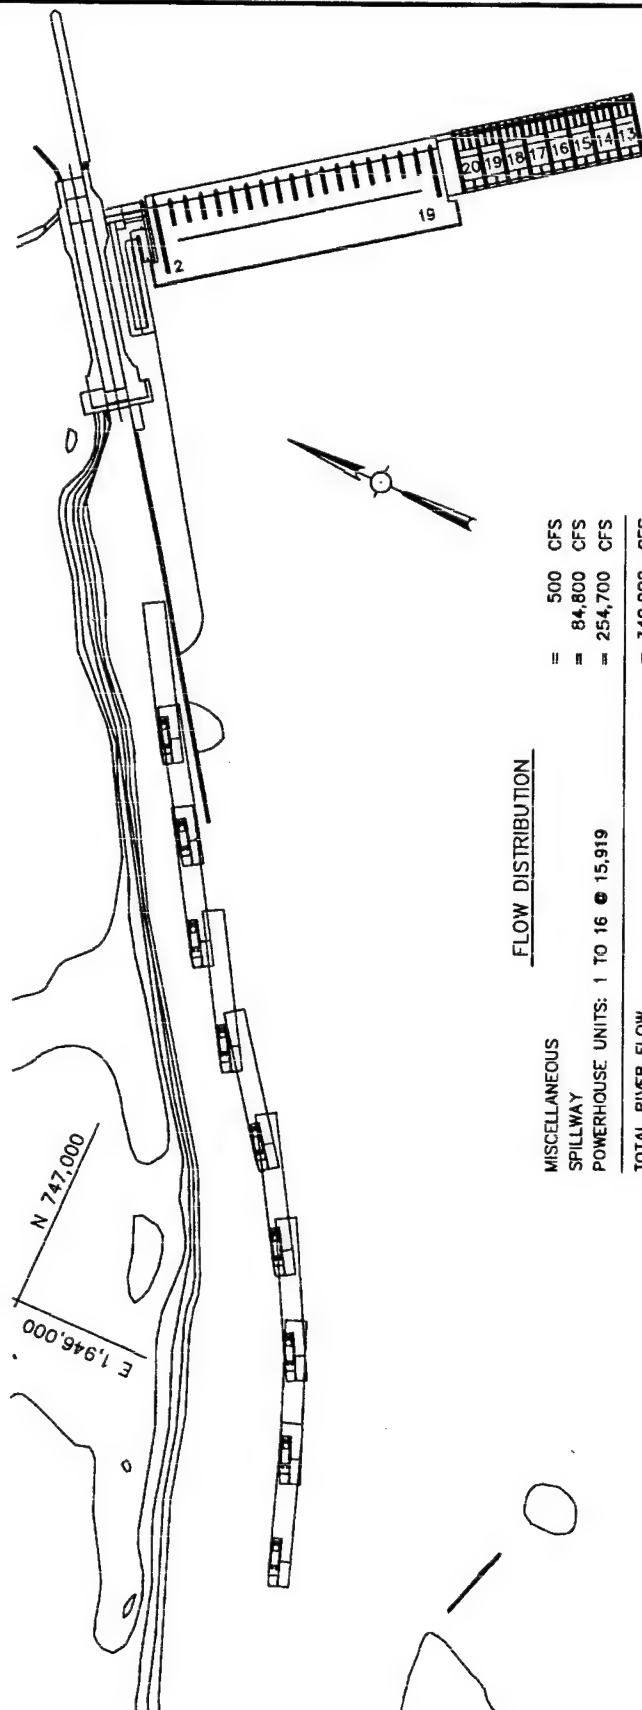 20 19 18 17 16 15 14 13
2
19
FLOW DISTRIBUTION
MISCELLANEOUS = 500 CFS
SPILLWAY = 84,800 CFS
POWERHOUSE UNITS: 1 TO 16 @ 15,919 = 254,700 CFS
TOTAL RIVER FLOW
N 747,000
E 1,946,000